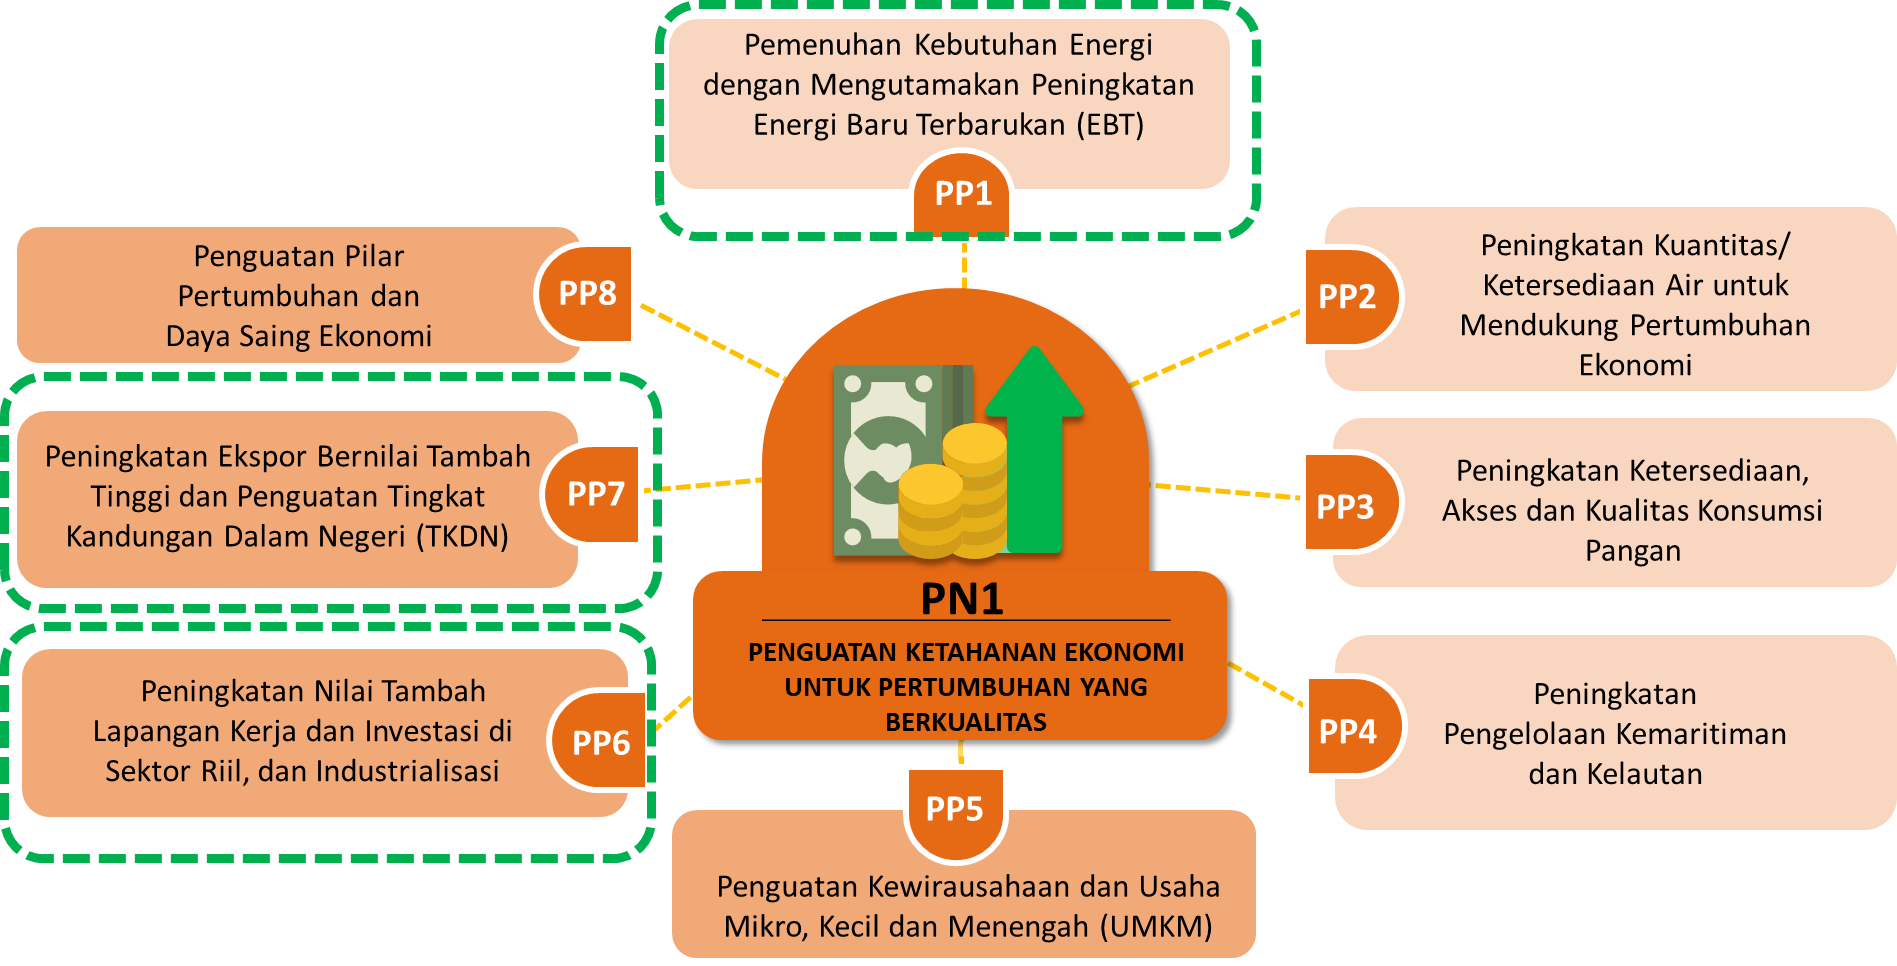 Pemenuhan Kebutuhan Energi
dengan Mengutamakan Peningkatan
Energi Baru Terbarukan (EBT)
PP1
Peningkatan Kuantitas/
Ketersediaan Air untuk
Mendukung Pertumbuhan
Ekonomi
PP2
Peningkatan Ketersediaan,
Akses dan Kualitas Konsumsi
Pangan
PP3
Peningkatan
Pengelolaan Kemaritiman
dan Kelautan
PP4
PP5
Penguatan Kewirausahaan dan Usaha
Mikro, Kecil dan Menengah (UMKM)
Peningkatan Nilai Tambah
Lapangan Kerja dan Investasi di
Sektor Riil, dan Industrialisasi
PP6
Peningkatan Ekspor Bernilai Tambah
Tinggi dan Penguatan Tingkat
Kandungan Dalam Negeri (TKDN)
PP7
Penguatan Pilar
Pertumbuhan dan
Daya Saing Ekonomi
PP8
PN1
PENGUATAN KETAHANAN EKONOMI
UNTUK PERTUMBUHAN YANG
BERKUALITAS